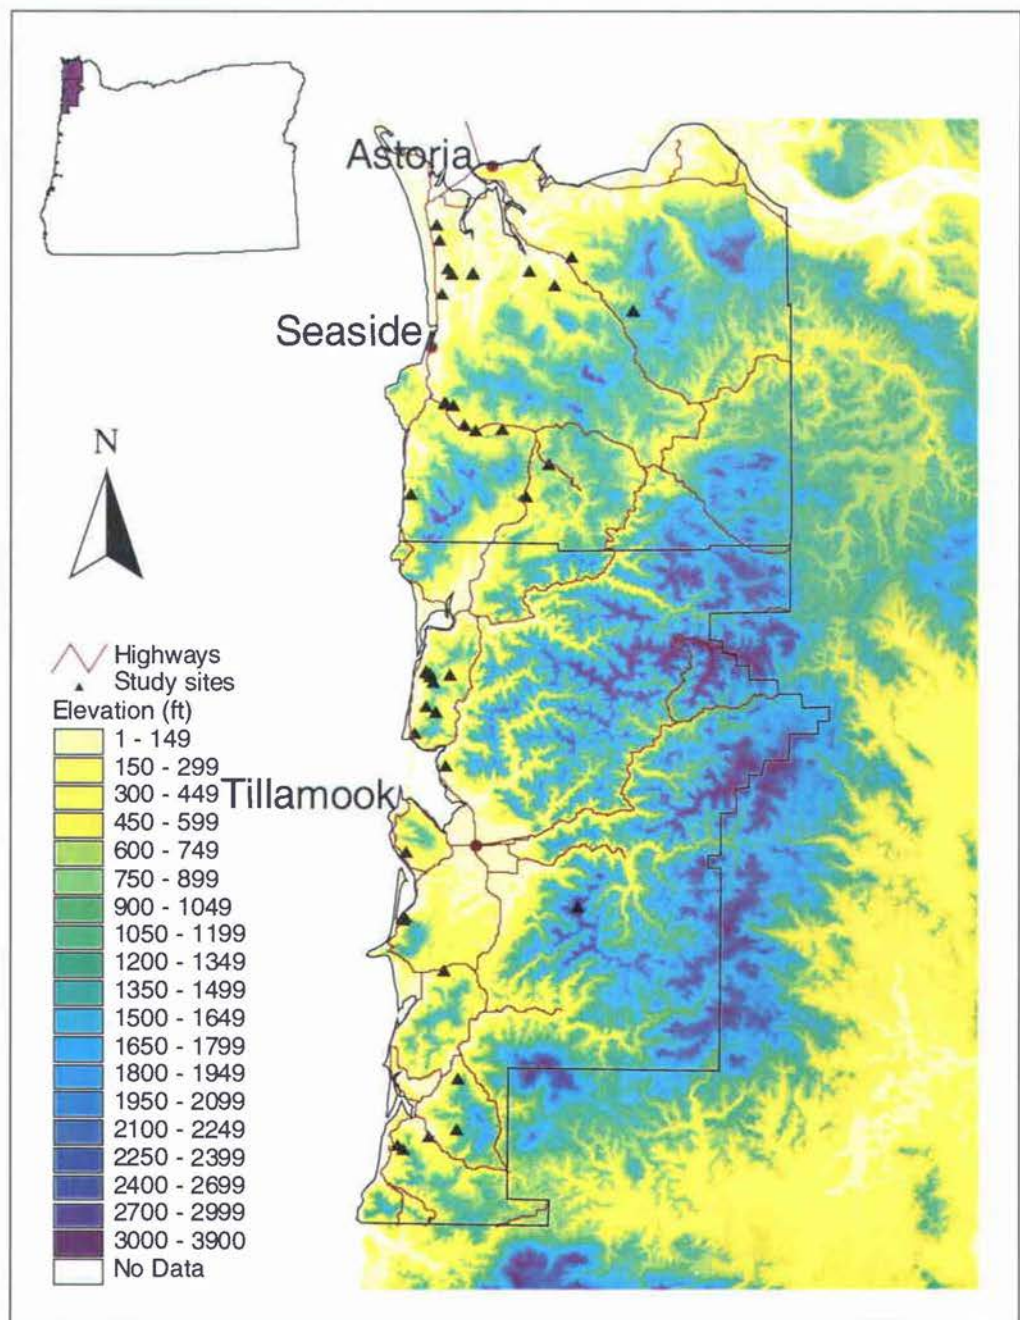 Astoria
Seaside
N
Highways
Study sites
Elevation (ft)
1 - 149
150 - 299
300 - 449
Tillamook
450 - 599
600 - 749
750 - 899
900 - 1049
1050 - 1199
1200 - 1349
1350 - 1499
1500 - 1649
1650 - 1799
1800 - 1949
1950 - 2099
2100 - 2249
2250 - 2399
2400 - 2699
2700 - 2999
3000 - 3900
No Data